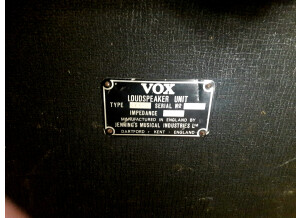 VOX
LOUDSPEAKER UNIT
TYPE SERIAL NO
IMPEDANCE
MANUFACTURED IN ENGLAND BY
JENNINGS MUSICAL INDUSTRIES LTD
DARTFORD · KENT · ENGLAND